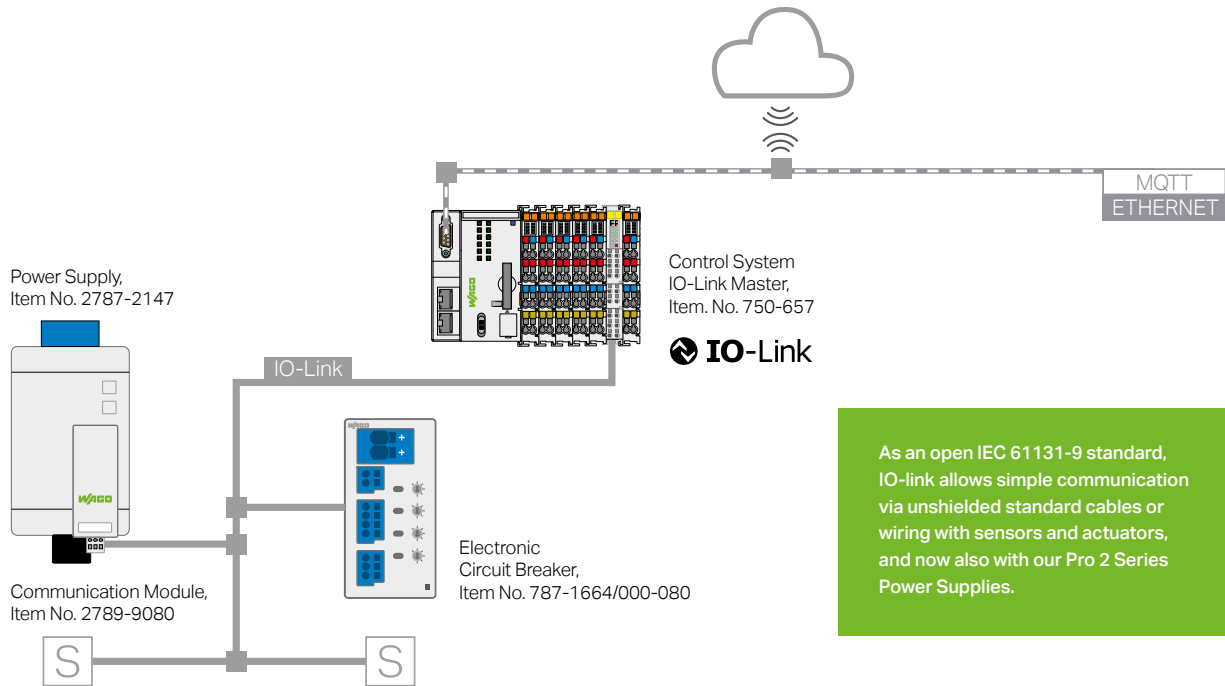 MQTT
ETHERNET
WAGO
Control System
IO-Link Master,
Item. No. 750-657
IO-Link
Power Supply,
Item No. 2787-2147
WAGO
Communication Module,
Item No. 2789-9080
IO-Link
WAGO
+
+
Electronic
Circuit Breaker,
Item No. 787-1664/000-080
S
S
As an open IEC 61131-9 standard,
IO-link allows simple communication
via unshielded standard cables or
wiring with sensors and actuators,
and now also with our Pro 2 Series
Power Supplies.